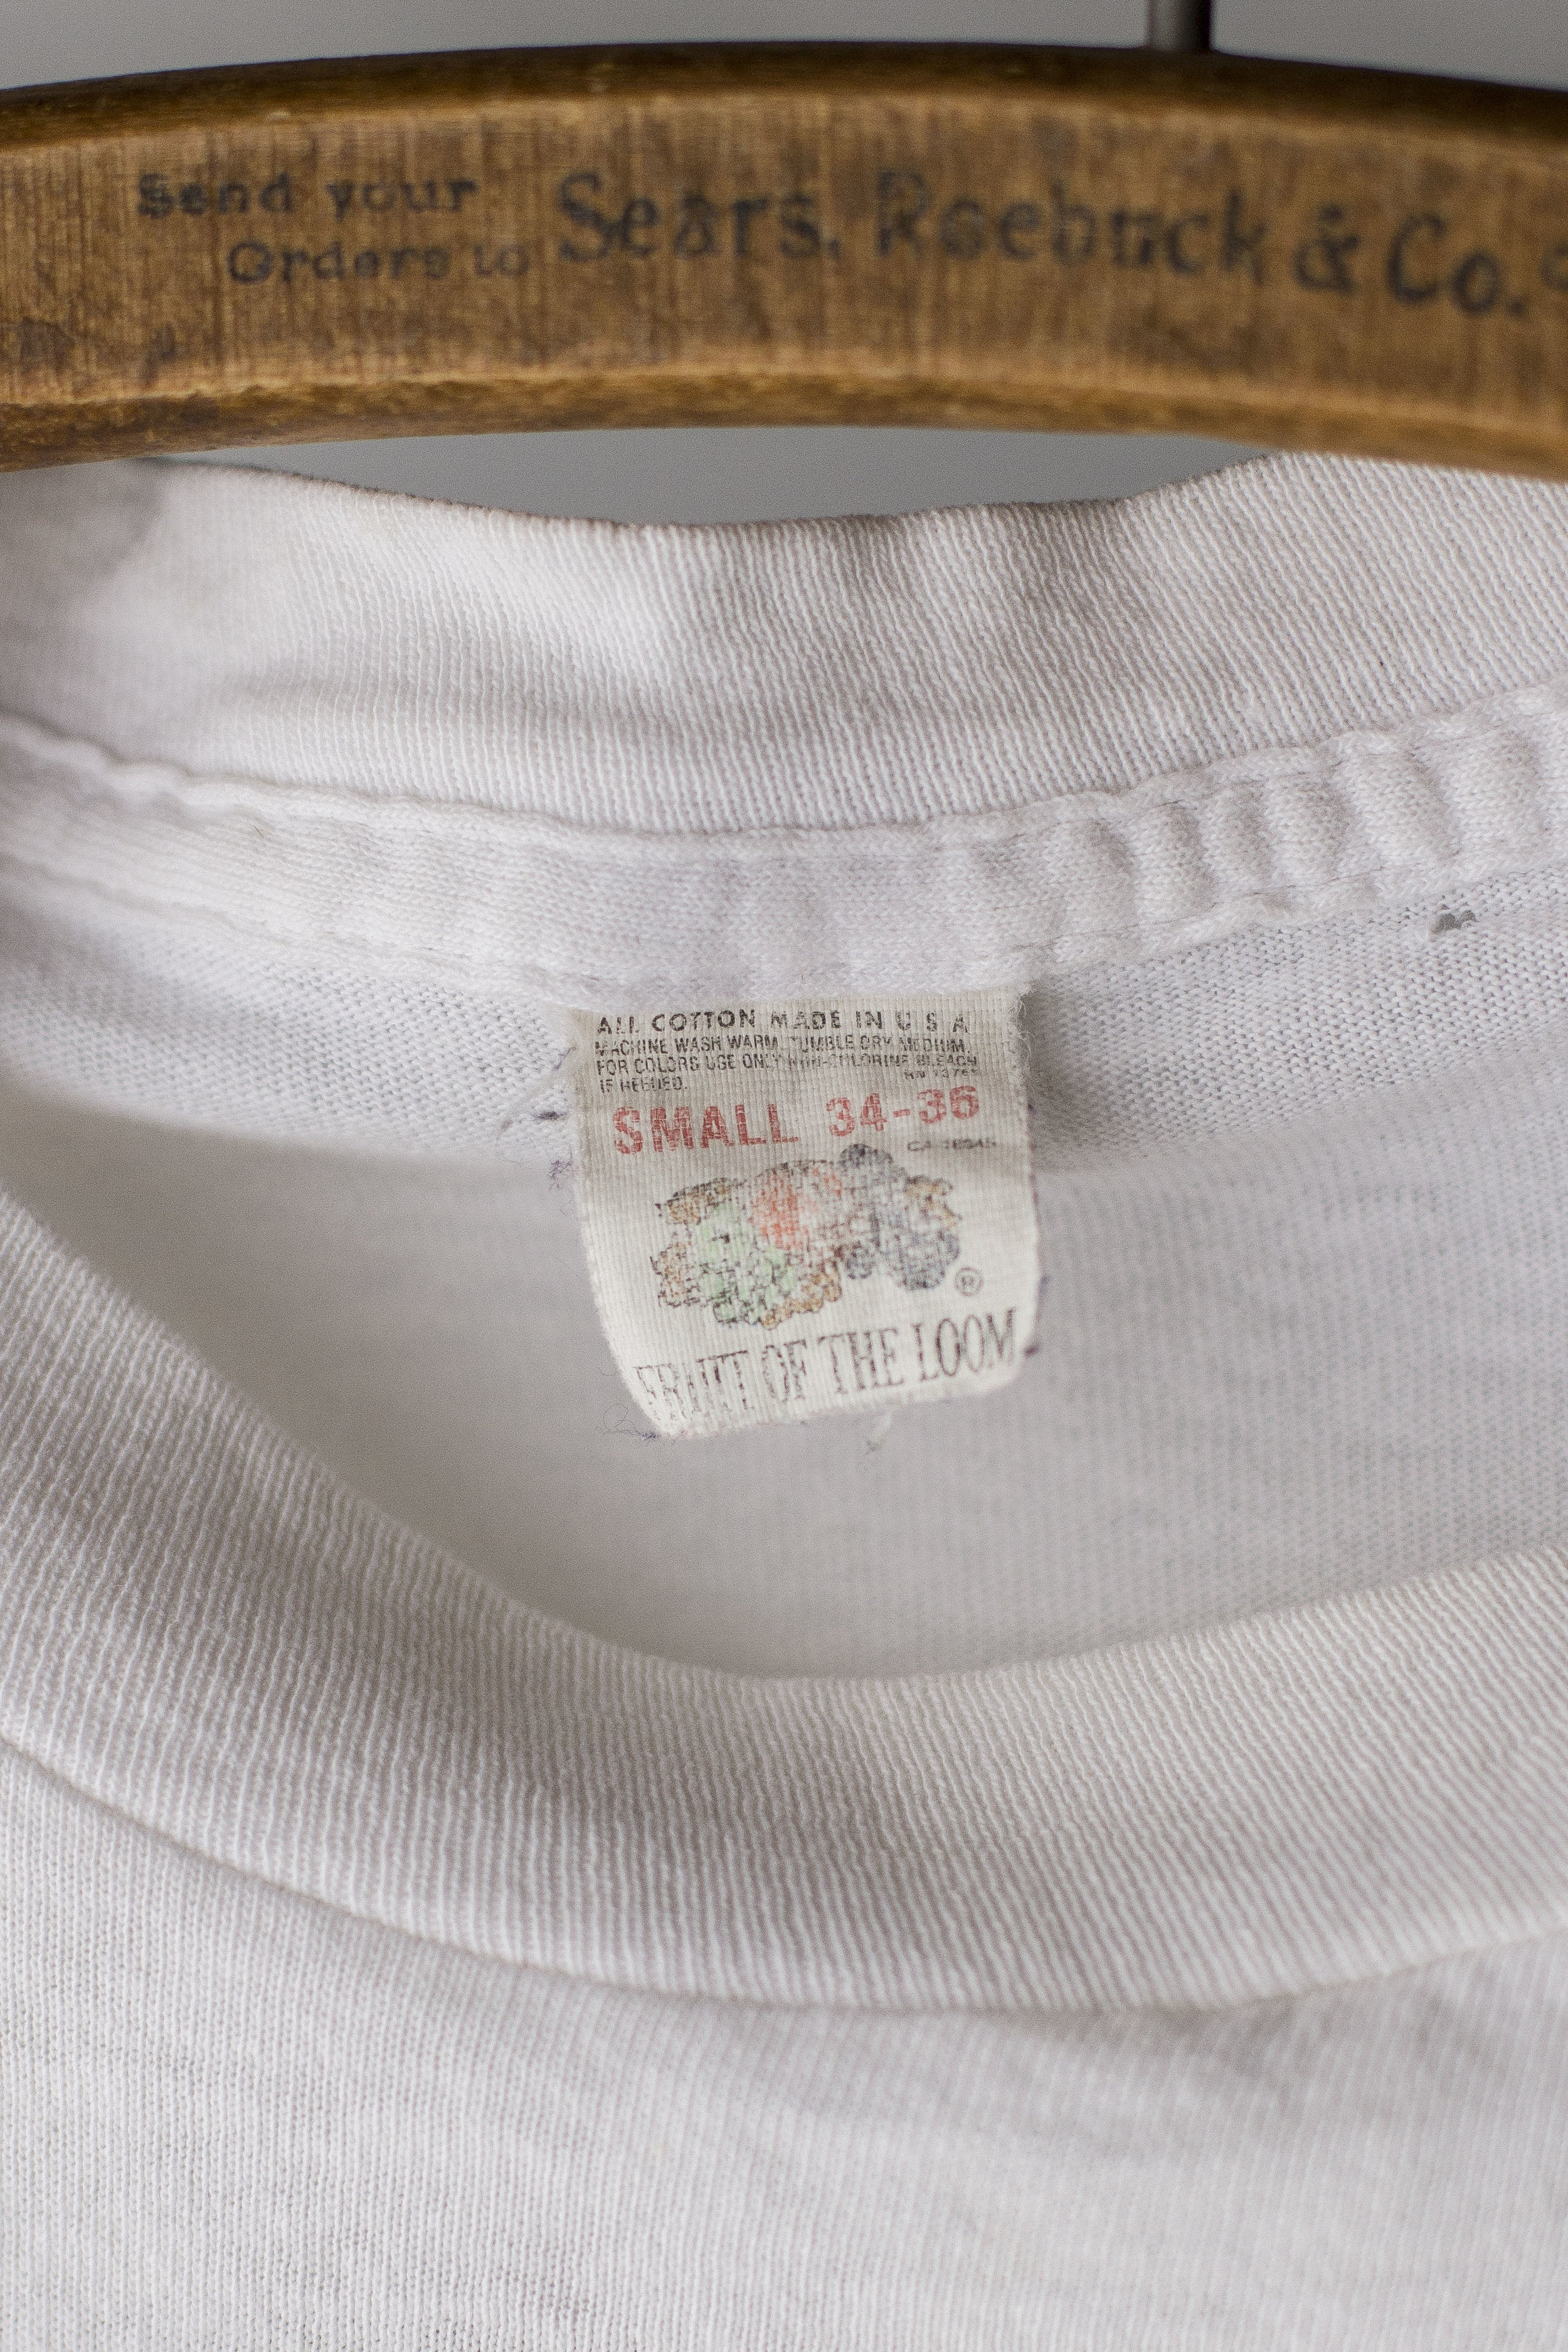 Send your
Orders to Sears, Roebuck & Co.
ALL COTTON MADE IN U S A
MACHINE WASH WARM, TUMBLE DRY MEDIUM.
FOR COLORS USE ONLY NON-CHLORINE BLEACH
IF NEEDED.
SMALL 34-36
®
FRUIT OF THE LOOM